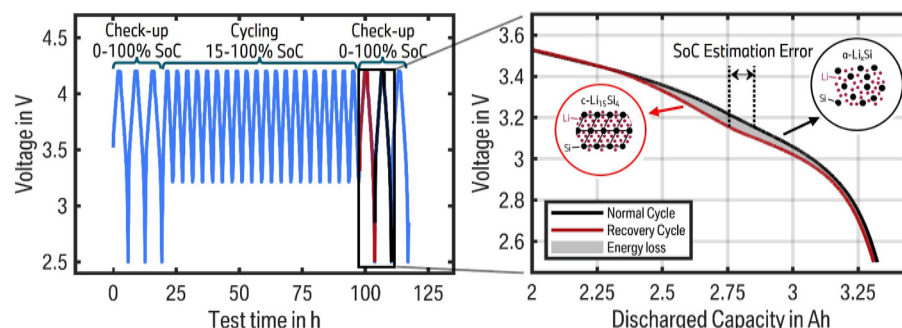 Check-up
0-100% SoC
Cycling
15-100% SoC
Check-up
0-100% SoC
Voltage in V
4.5
4
3.5
3
2.5
0
25
50
75
100
125
Test time in h
Voltage in V
3.6
3.4
3.2
3
2.8
2.6
SoC Estimation Error
c-Li15Si4
Li
Si
a-LixSi
Li
Si
Normal Cycle
Recovery Cycle
Energy loss
2
2.25
2.5
2.75
3
3.25
Discharged Capacity in Ah